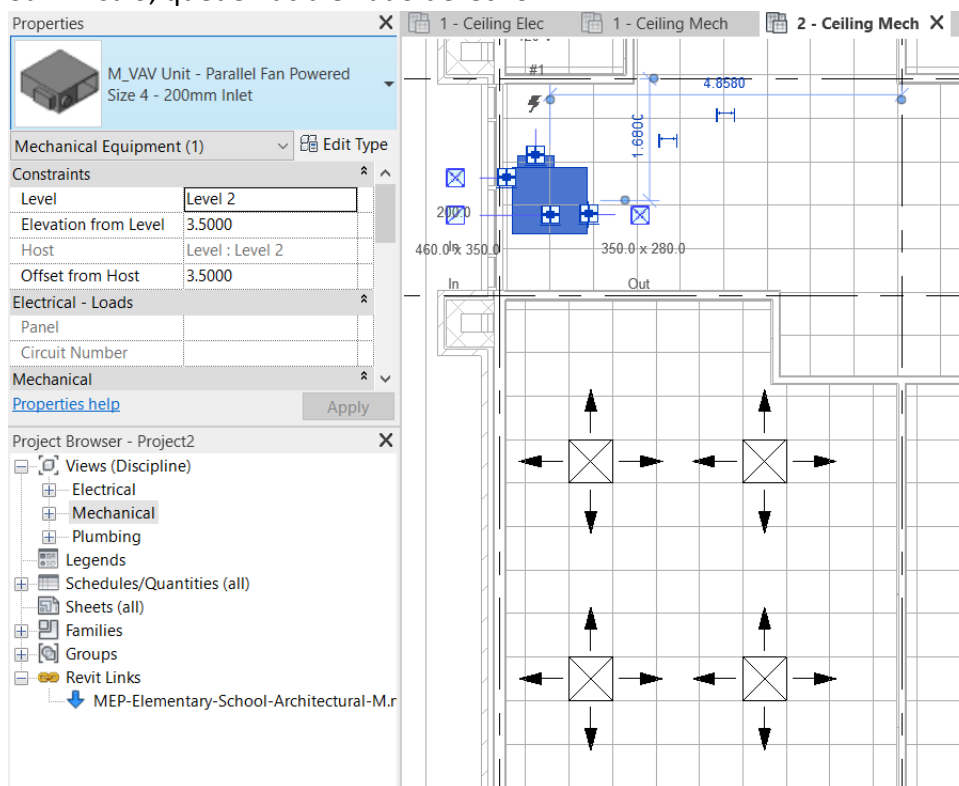 Properties
M_VAV Unit - Parallel Fan Powered
Size 4 - 200mm Inlet
Mechanical Equipment (1)
Edit Type
Constraints
Level
Level 2
Elevation from Level
3.5000
Host
Level : Level 2
Offset from Host
3.5000
Electrical - Loads
Panel
Circuit Number
Mechanical
Properties help
Apply
Project Browser - Project2
Views (Discipline)
Electrical
Mechanical
Plumbing
Legends
Schedules/Quantities (all)
Sheets (all)
Families
Groups
Revit Links
MEP-Elementary-School-Architectural-M.r
1 - Ceiling Elec
1 - Ceiling Mech
2 - Ceiling Mech
#1
4.8580
1.6800
200.0
In
460.0 x 350.0
In
350.0 x 280.0
Out